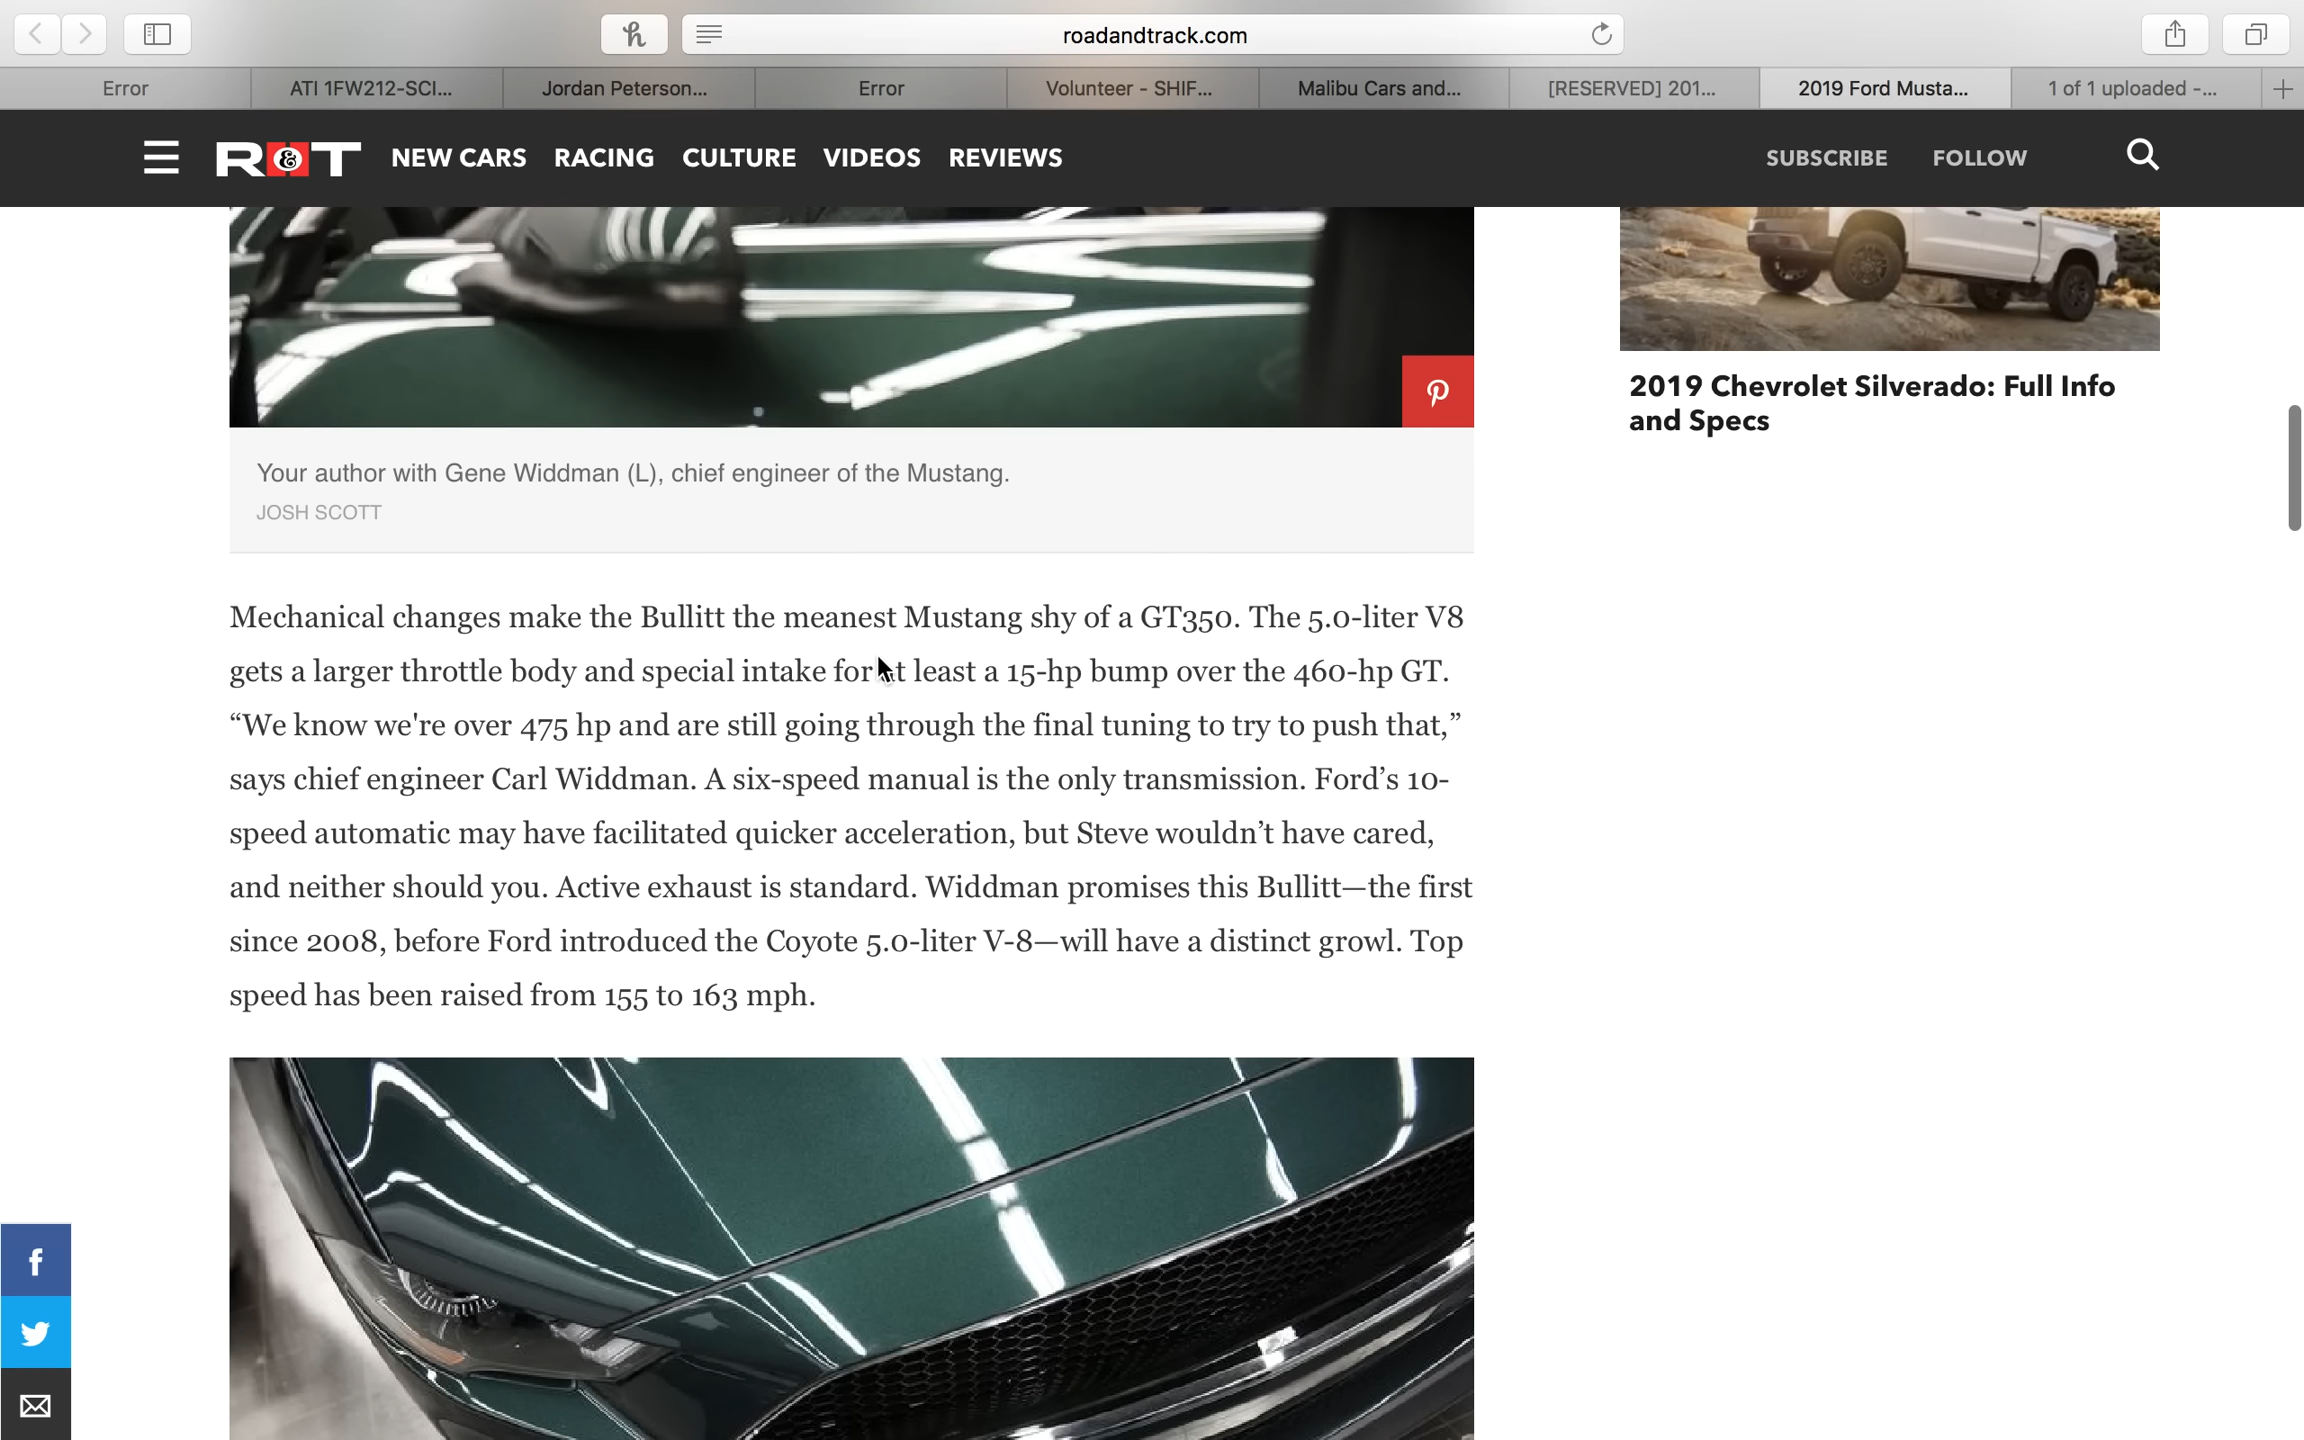 roadandtrack.com
Error
ATI 1FW212-SCI...
Jordan Peterson...
Error
Volunteer - SHIF...
Malibu Cars and...
[RESERVED] 201...
2019 Ford Musta...
1 of 1 uploaded -...
R&T
NEW CARS
RACING
CULTURE
VIDEOS
REVIEWS
SUBSCRIBE
FOLLOW
2019 Chevrolet Silverado: Full Info
and Specs
Your author with Gene Widdman (L), chief engineer of the Mustang.
JOSH SCOTT
Mechanical changes make the Bullitt the meanest Mustang shy of a GT350. The 5.0-liter V8
gets a larger throttle body and special intake for at least a 15-hp bump over the 460-hp GT.
“We know we're over 475 hp and are still going through the final tuning to try to push that,”
says chief engineer Carl Widdman. A six-speed manual is the only transmission. Ford’s 10-
speed automatic may have facilitated quicker acceleration, but Steve wouldn’t have cared,
and neither should you. Active exhaust is standard. Widdman promises this Bullitt—the first
since 2008, before Ford introduced the Coyote 5.0-liter V-8—will have a distinct growl. Top
speed has been raised from 155 to 163 mph.